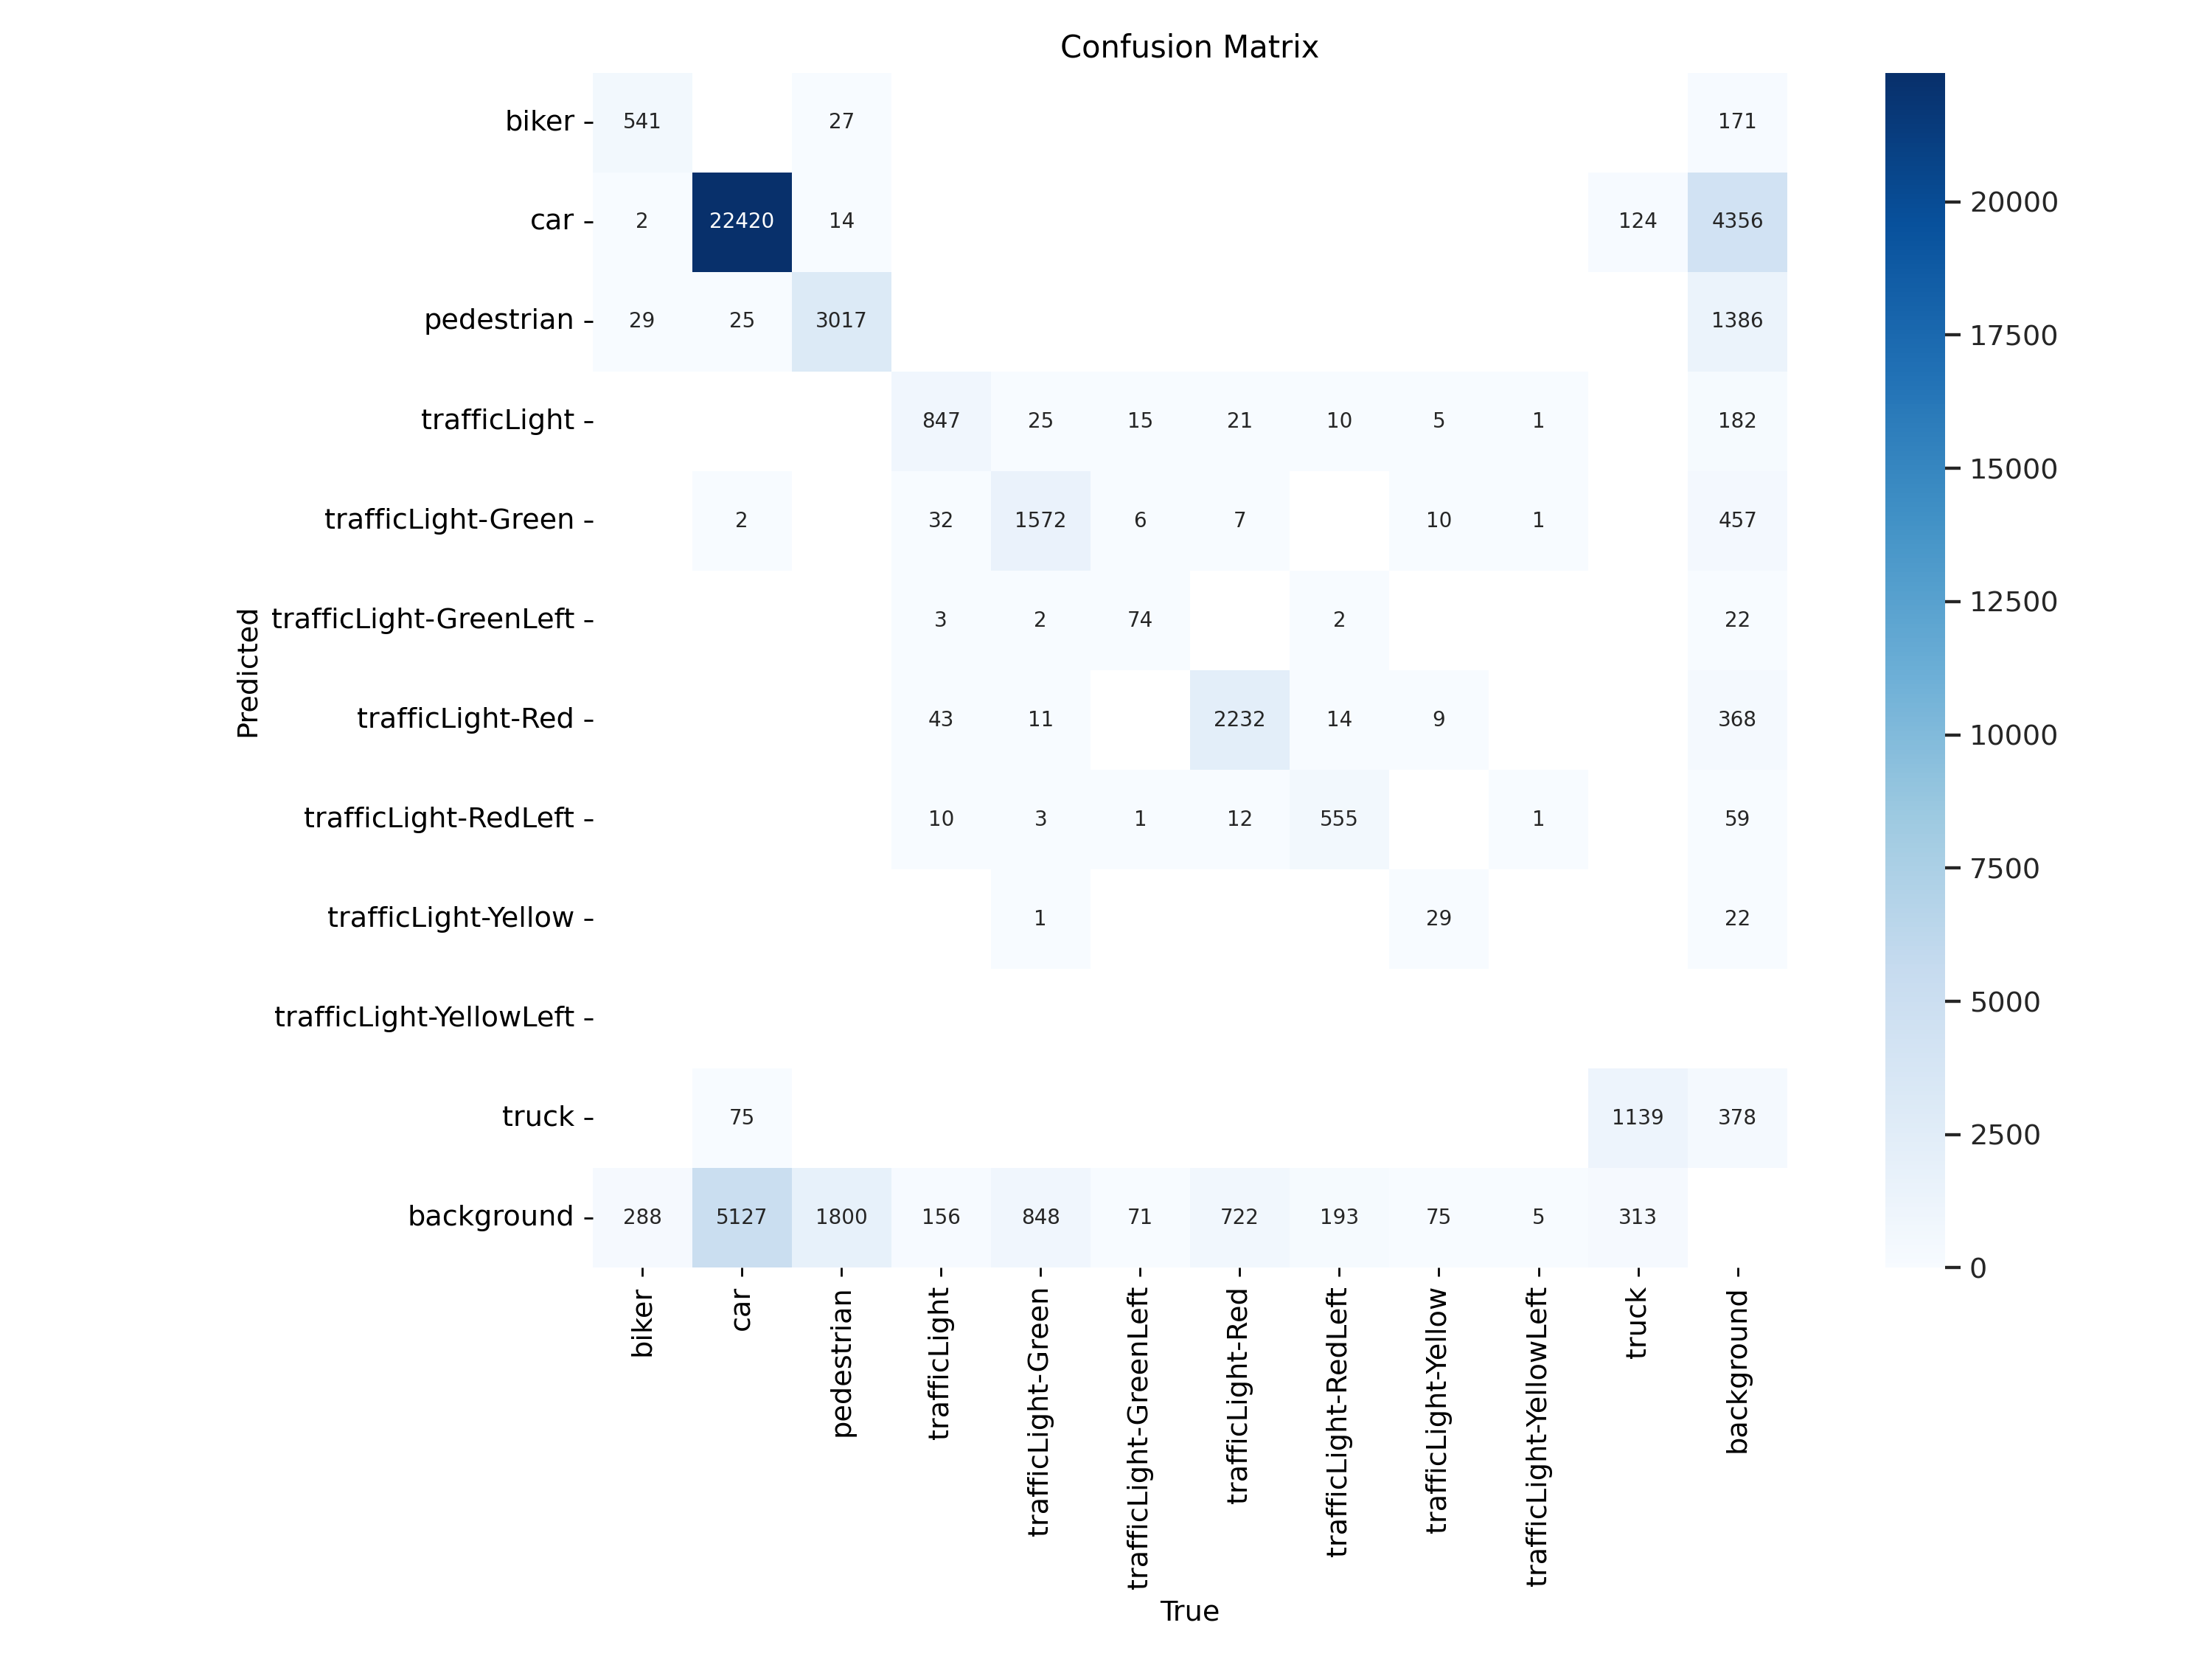 Confusion Matrix
biker 541 27 171
car 2 22420 14 124 4356
pedestrian 29 25 3017 1386
trafficLight 847 25 15 21 10 5 1 182
trafficLight-Green 2 32 1572 6 7 10 1 457
trafficLight-GreenLeft 3 2 74 2 22
trafficLight-Red 43 11 2232 14 9 368
trafficLight-RedLeft 10 3 1 12 555 1 59
trafficLight-Yellow 1 29 22
trafficLight-YellowLeft
truck 75 1139 378
background 288 5127 1800 156 848 71 722 193 75 5 313
Predicted
biker
car
pedestrian
trafficLight
trafficLight-Green
trafficLight-GreenLeft
trafficLight-Red
trafficLight-RedLeft
trafficLight-Yellow
trafficLight-YellowLeft
truck
background
True
20000
17500
15000
12500
10000
7500
5000
2500
0